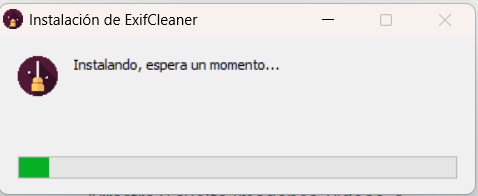 Instalación de ExifCleaner
Instalando, espera un momento...